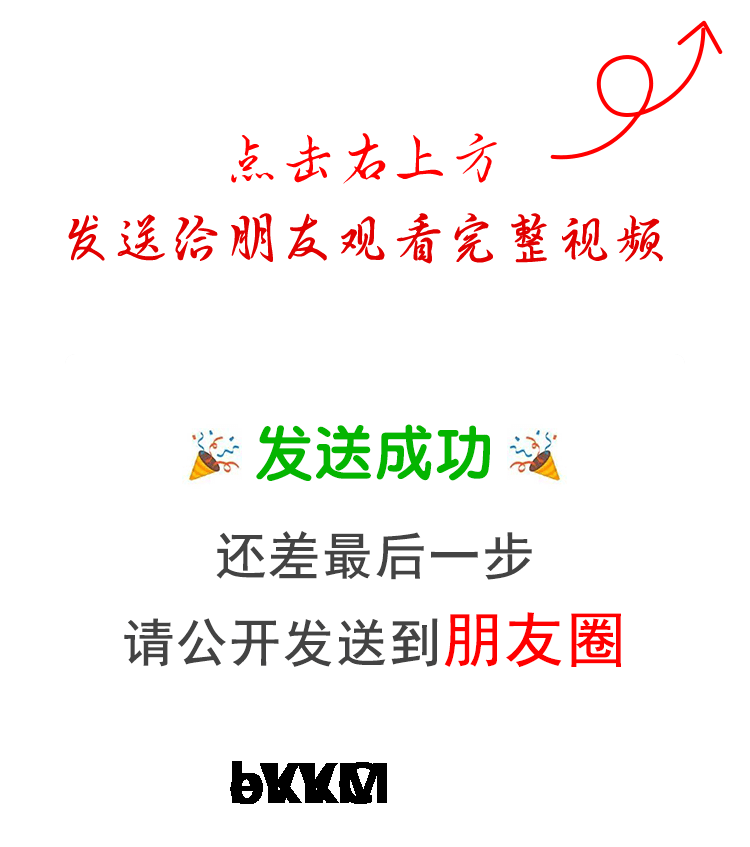 点击右上方
发送给朋友观看完整视频
发送成功
还差最后一步
请公开发送到朋友圈